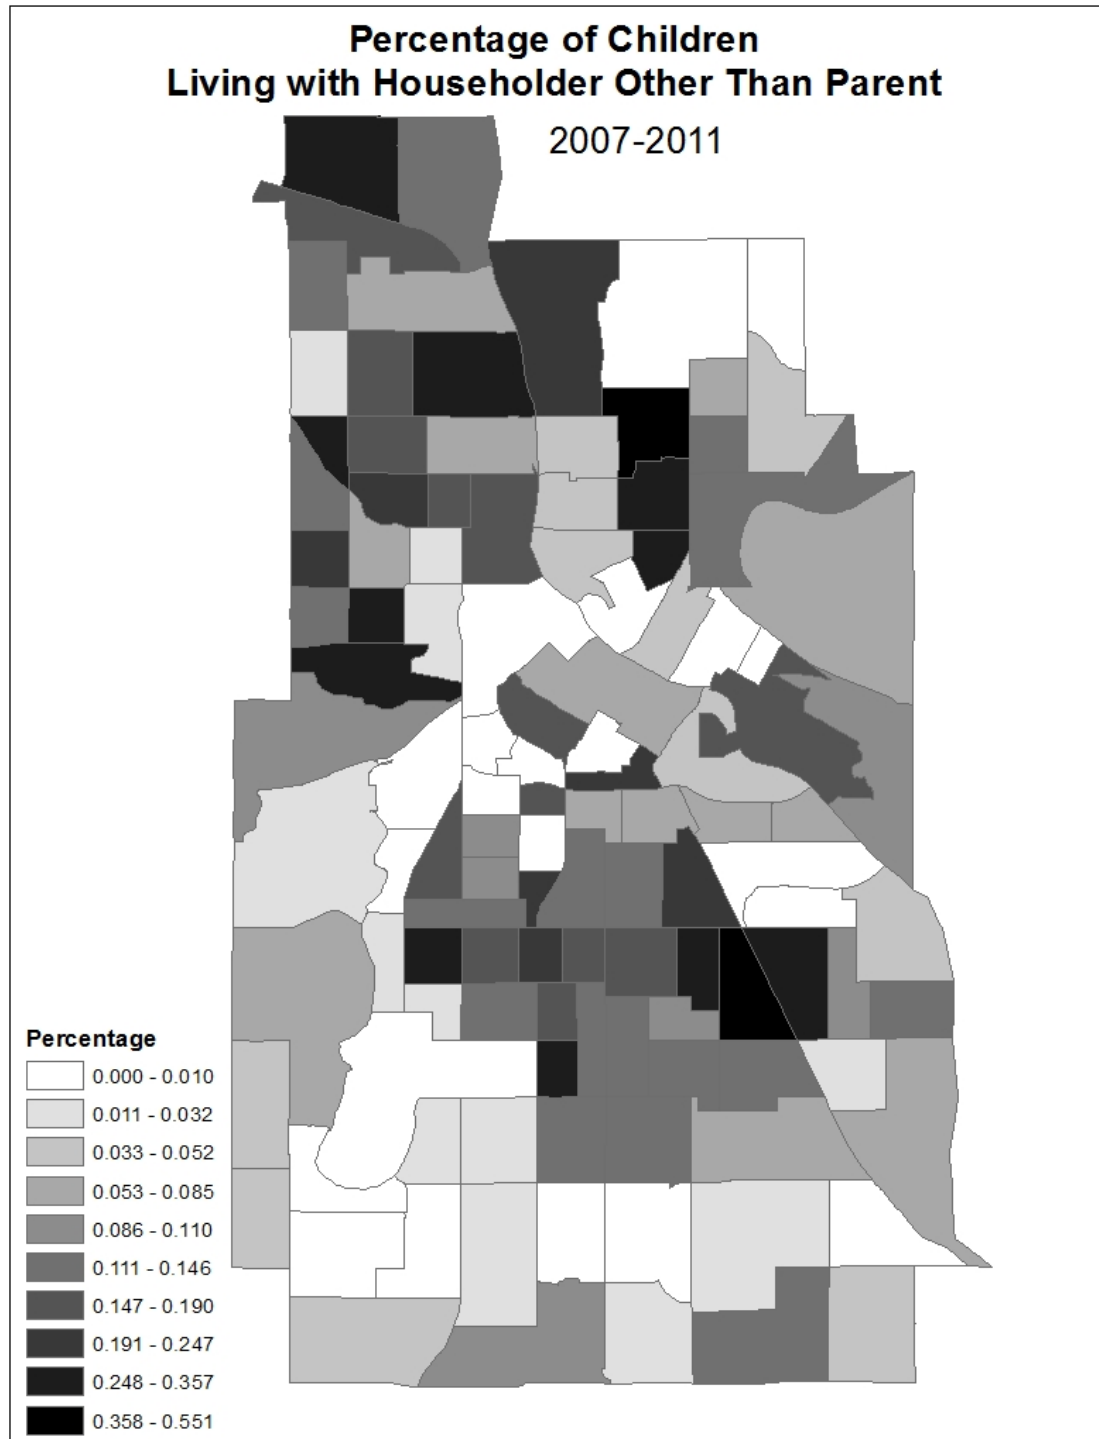 Percentage of Children
Living with Householder Other Than Parent
2007-2011
Percentage
0.000 - 0.010
0.011 - 0.032
0.033 - 0.052
0.053 - 0.085
0.086 - 0.110
0.111 - 0.146
0.147 - 0.190
0.191 - 0.247
0.248 - 0.357
0.358 - 0.551